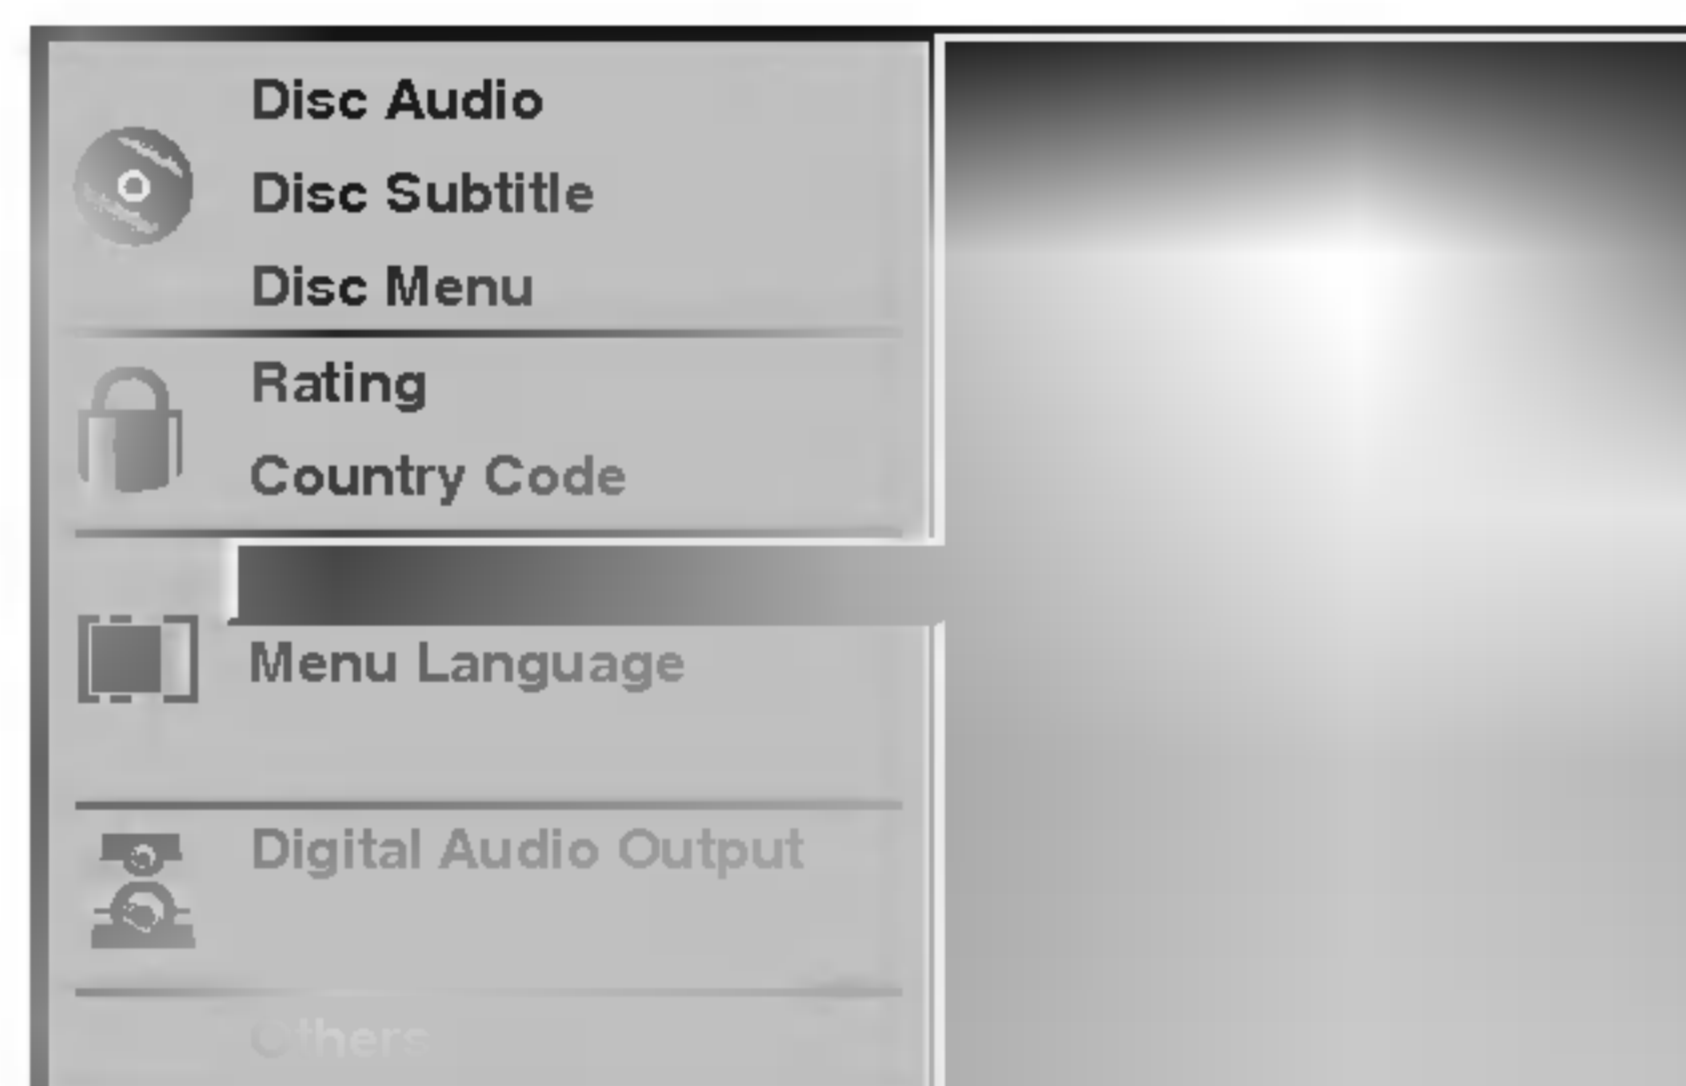 Disc Audio
Disc Subtitle
Disc Menu
Rating
Country Code
Menu Language
Digital Audio Output
Others